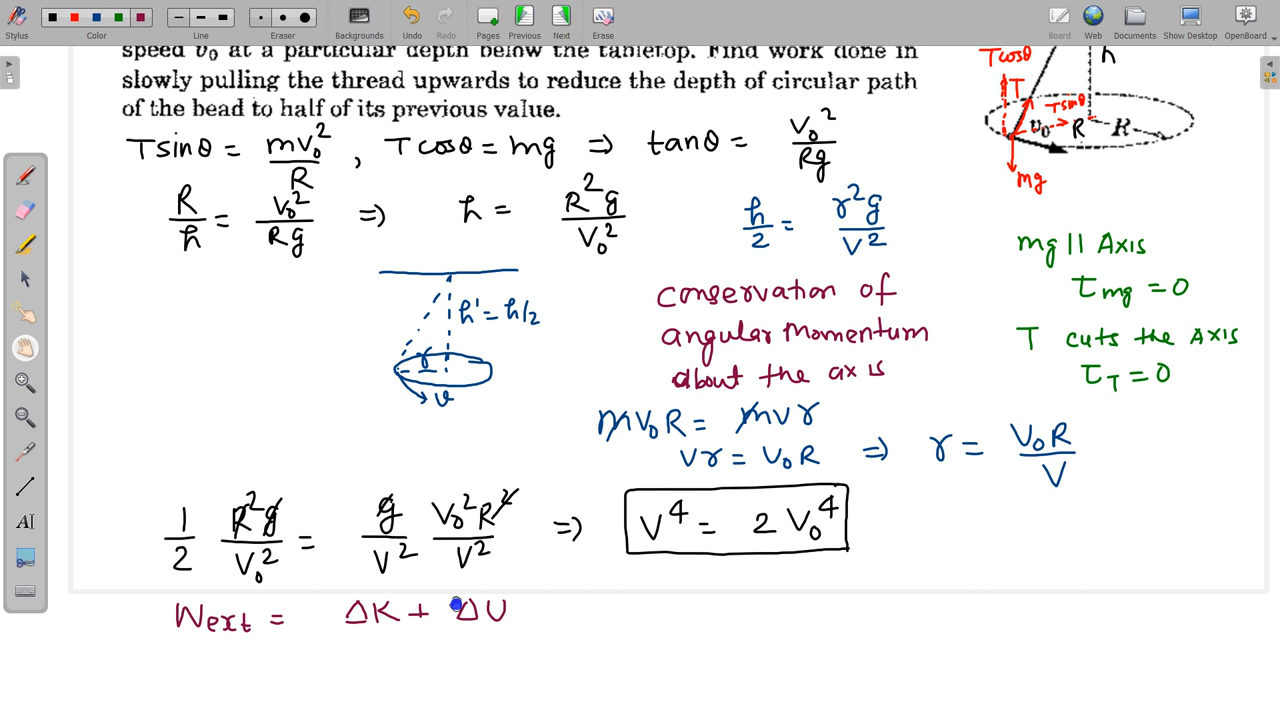 Stylus Color Line Eraser Backgrounds Undo Redo Pages Previous Next Erase Board Web Documents Show Desktop OpenBoard
speed v₀ at a particular depth below the tabletop. Find work done in
slowly pulling the thread upwards to reduce the depth of circular path
of the bead to half of its previous value.
Tcosθ
h
T
Tsinθ
v₀ R R
mg
Tsinθ = mv₀²/R , Tcosθ = mg ⇒ tanθ = V₀²/Rg
R/h = V₀²/Rg ⇒ h = R²g/V₀²
h/2 = r²g/V²
h' = h/2
r
v
Conservation of
angular Momentum
about the axis
mg || Axis
τmg = 0
T cuts the Axis
τT = 0
mV₀R = mvr
Vr = V₀R ⇒ r = V₀R/V
1/2 R²g/V₀² = g/V² V₀²R²/V² ⇒ V⁴ = 2V₀⁴
Wext = ΔK + ΔU